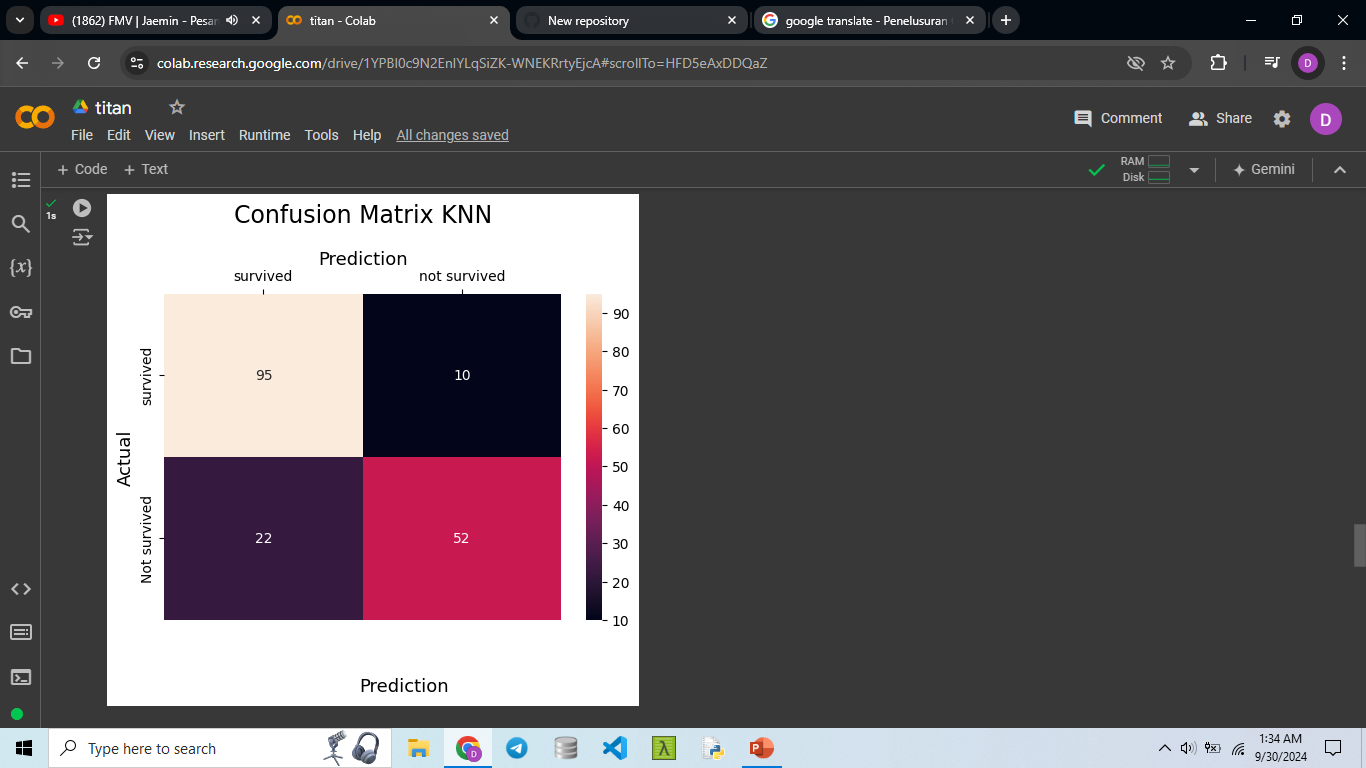 (1862) FMV | Jaemin - Pesan
titan - Colab
New repository
google translate - Penelusuran
colab.research.google.com/drive/1YPBI0c9N2EnIYLqSiZK-WNEKRrtyEjcA#scrollTo=HFD5eAxDDQaZ
D
titan
Comment
Share
D
File Edit View Insert Runtime Tools Help All changes saved
+ Code + Text
RAM
Disk
Gemini
1s
Confusion Matrix KNN
Prediction
survived not survived
90
80
70
60
50
40
30
20
10
survived
Not survived
Actual
95 10
22 52
Prediction
{x}
Type here to search
1:34 AM
9/30/2024